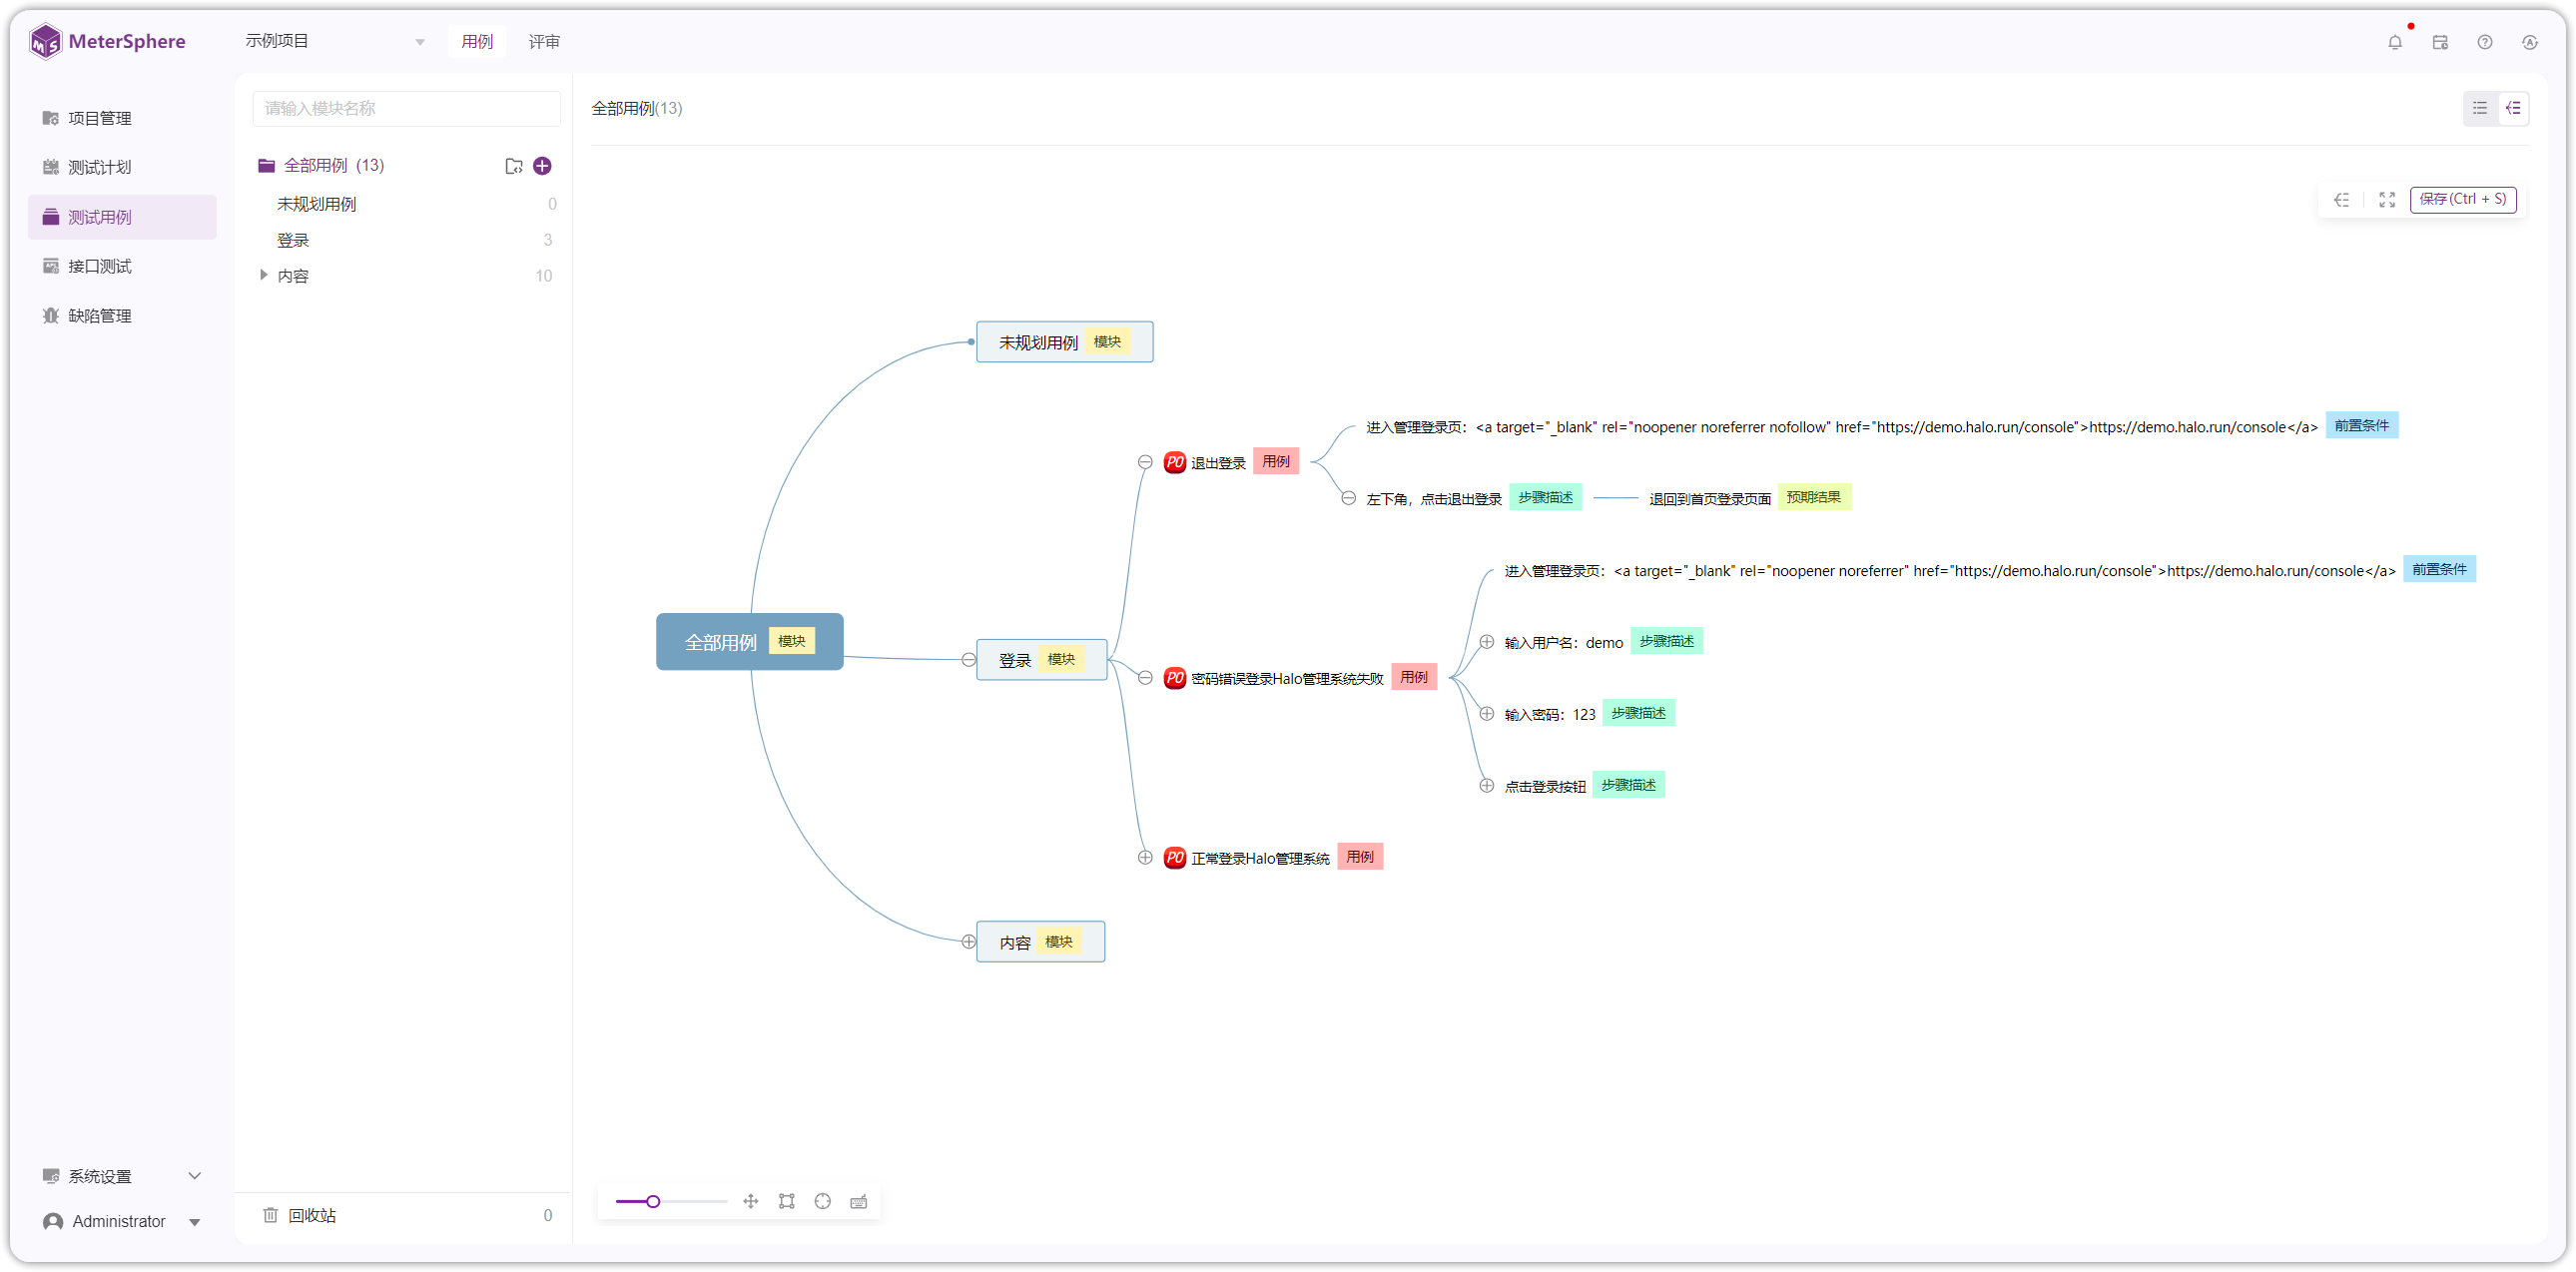 MeterSphere
示例项目
用例
评审
项目管理
测试计划
测试用例
接口测试
缺陷管理
系统设置
Administrator
请输入模块名称
全部用例 (13)
未规划用例 0
登录 3
内容 10
回收站 0
全部用例(13)
保存(Ctrl + S)
未规划用例 模块
进入管理登录页：<a target="_blank" rel="noopener noreferrer nofollow" href="https://demo.halo.run/console">https://demo.halo.run/console</a> 前置条件
P0 退出登录 用例
左下角，点击退出登录 步骤描述 退回到首页登录页面 预期结果
进入管理登录页：<a target="_blank" rel="noopener noreferrer" href="https://demo.halo.run/console">https://demo.halo.run/console</a> 前置条件
全部用例 模块
登录 模块
输入用户名：demo 步骤描述
P0 密码错误登录Halo管理系统失败 用例
输入密码：123 步骤描述
点击登录按钮 步骤描述
P0 正常登录Halo管理系统 用例
内容 模块